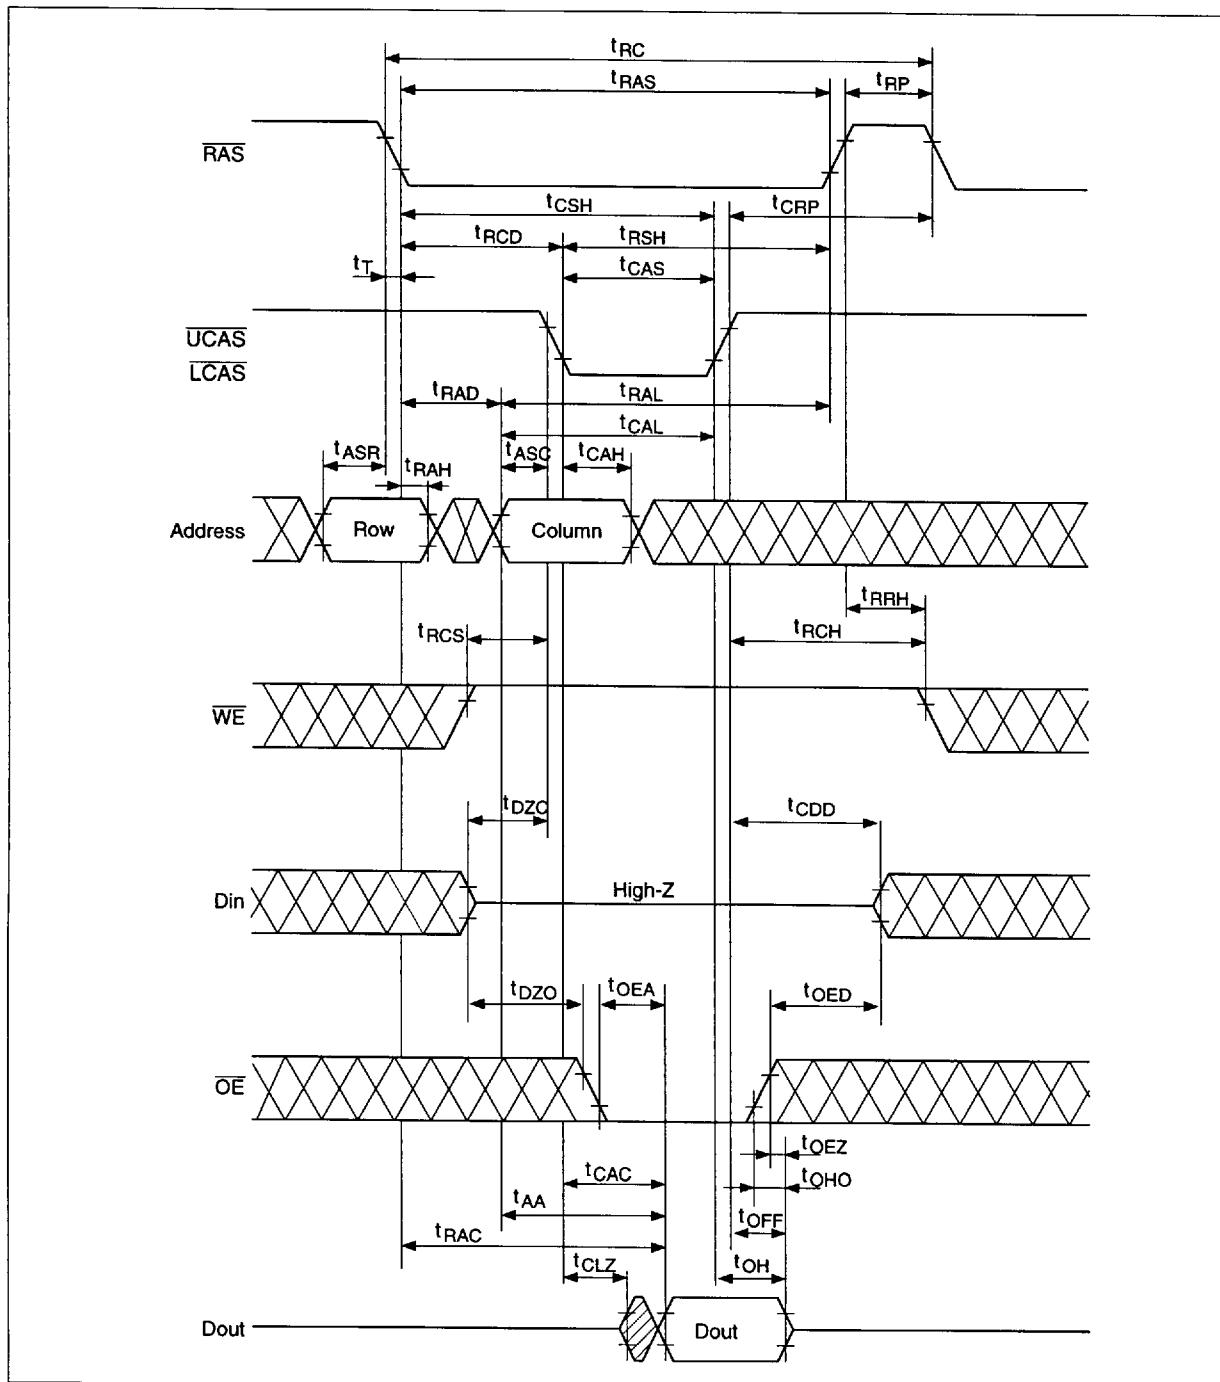 tRC
tRAS
tRP
RAS
tCSH
tCRP
tRCD
tRSH
tT
tCAS
UCAS
LCAS
tRAD
tRAL
tCAL
tASR
tRAH
tASC
tCAH
Address
Row
Column
tRRH
tRCS
tRCH
WE
tDZC
tCDD
Din
High-Z
tDZO
tOEA
tOED
OE
tOEZ
tCAC
tOHO
tAA
tOFF
tRAC
tCLZ
tOH
Dout
Dout